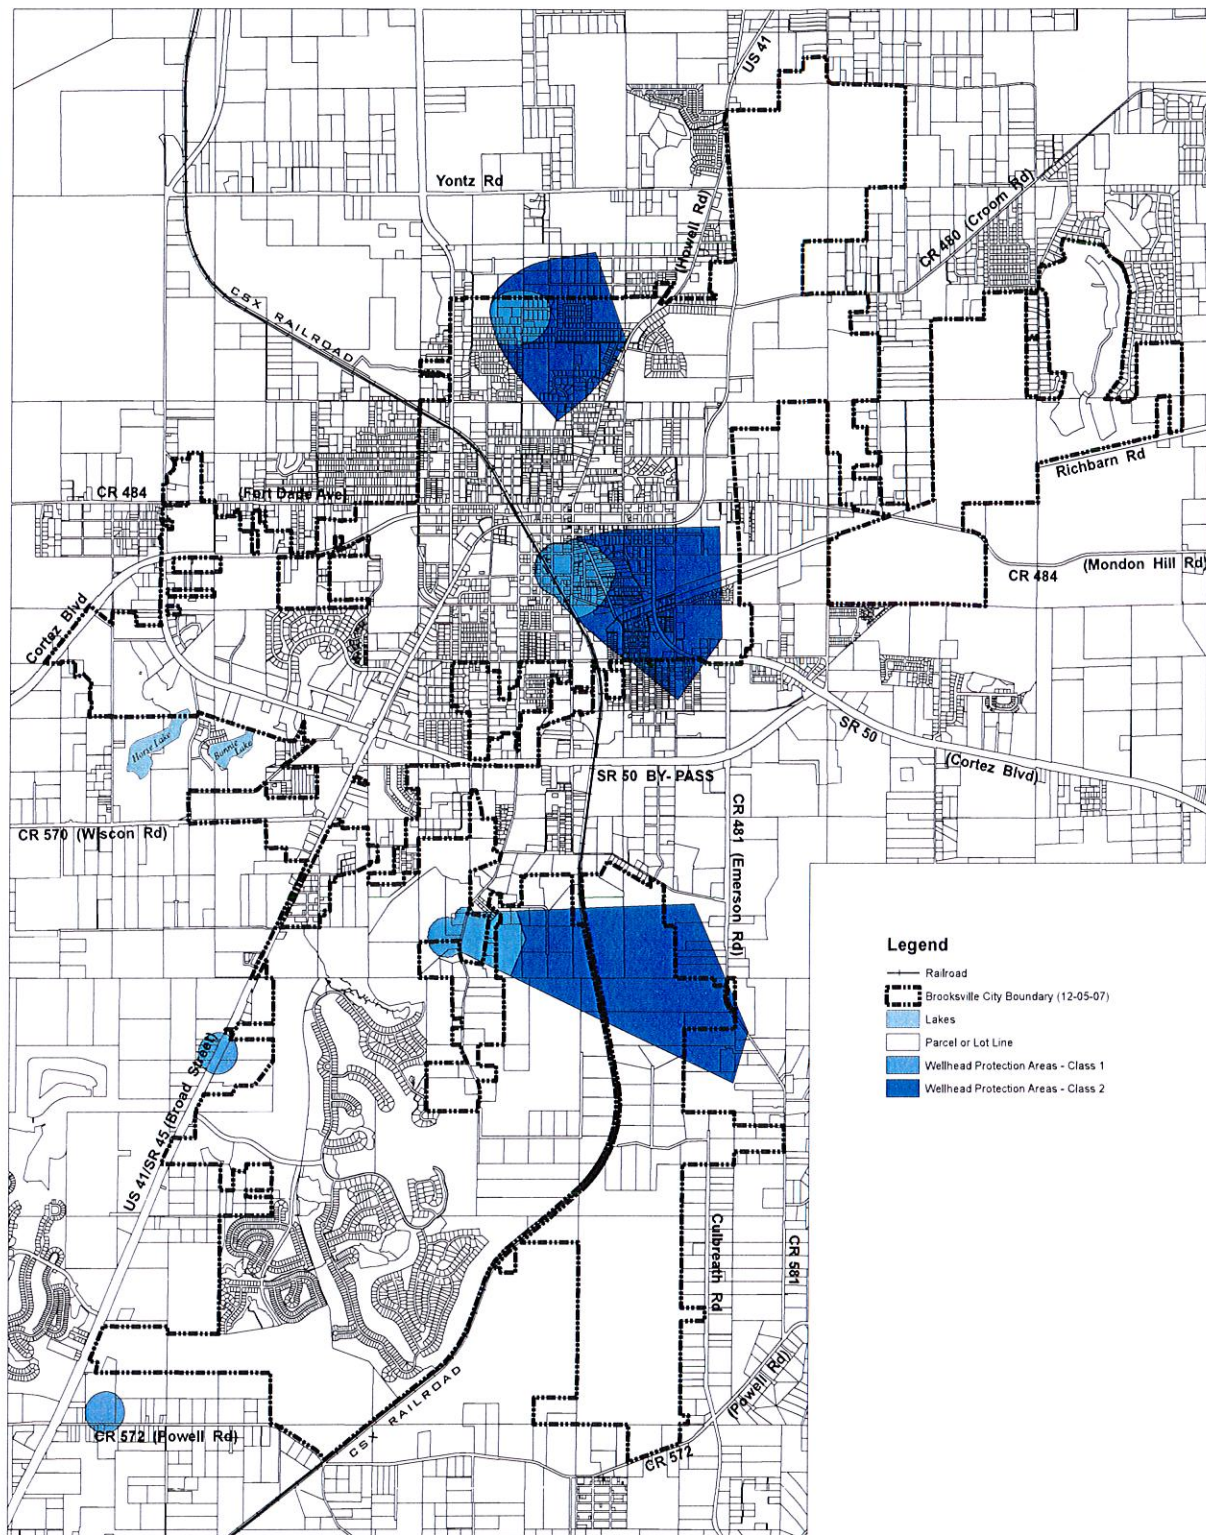 US 41
Yontz Rd
CR 480 (Croom Rd)
(Howell Rd)
CSX RAILROAD
Richbarn Rd
CR 484
(Fort Dade Ave)
(Mondon Hill Rd)
CR 484
Cortez Blvd
Horse Lake
Bonnie Lake
SR 50
(Cortez Blvd)
SR 50 BY-PASS
CR 570 (Wiscon Rd)
CR 481 (Emerson Rd)
Legend
Railroad
Brooksville City Boundary (12-05-07)
Lakes
Parcel or Lot Line
Wellhead Protection Areas - Class 1
Wellhead Protection Areas - Class 2
US 41/SR 45 (Broad Street)
Culbreath Rd
CR 581
(Powell Rd)
CSX RAILROAD
CR 572 (Powell Rd)
CR 572